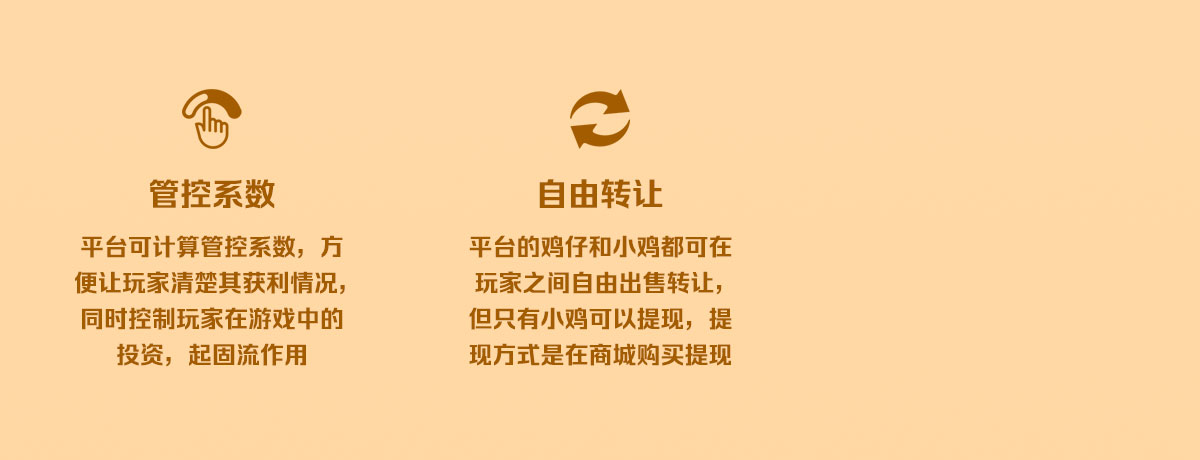 管控系数
平台可计算管控系数，方
便让玩家清楚其获利情况，
同时控制玩家在游戏中的
投资，起固流作用
自由转让
平台的鸡仔和小鸡都可在
玩家之间自由出售转让，
但只有小鸡可以提现，提
现方式是在商城购买提现